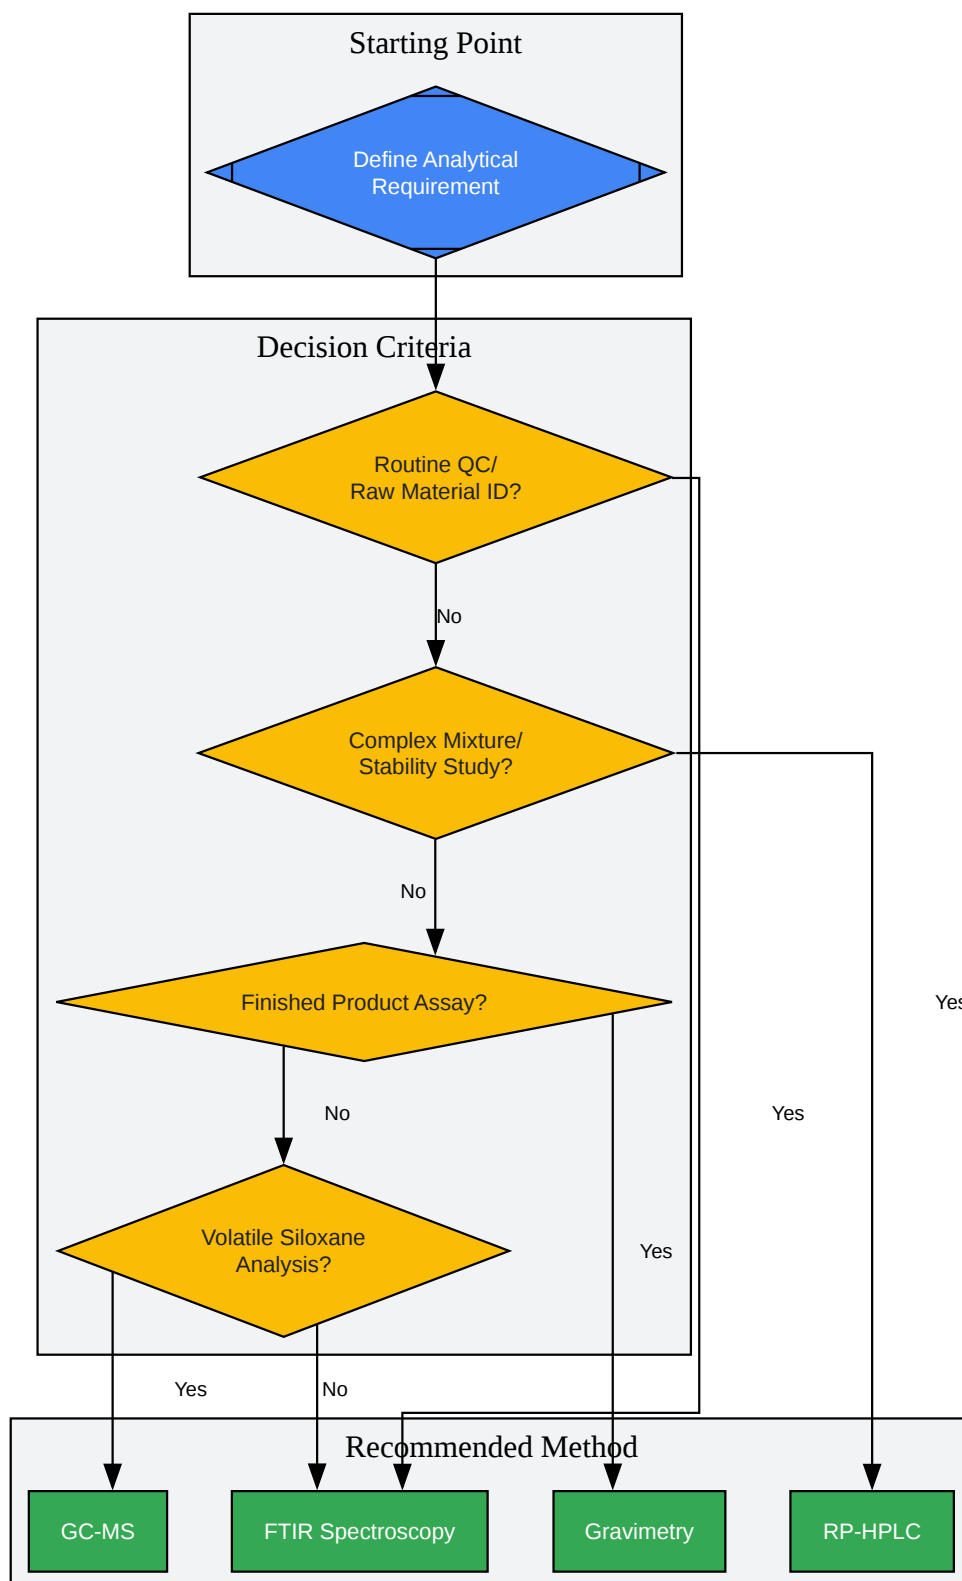 Starting Point
Define Analytical
Requirement
Decision Criteria
Routine QC/
Raw Material ID?
No
Complex Mixture/
Stability Study?
No
Finished Product Assay?
Yes
No
Yes
Volatile Siloxane
Analysis?
Yes
Yes
No
Recommended Method
GC-MS
FTIR Spectroscopy
Gravimetry
RP-HPLC